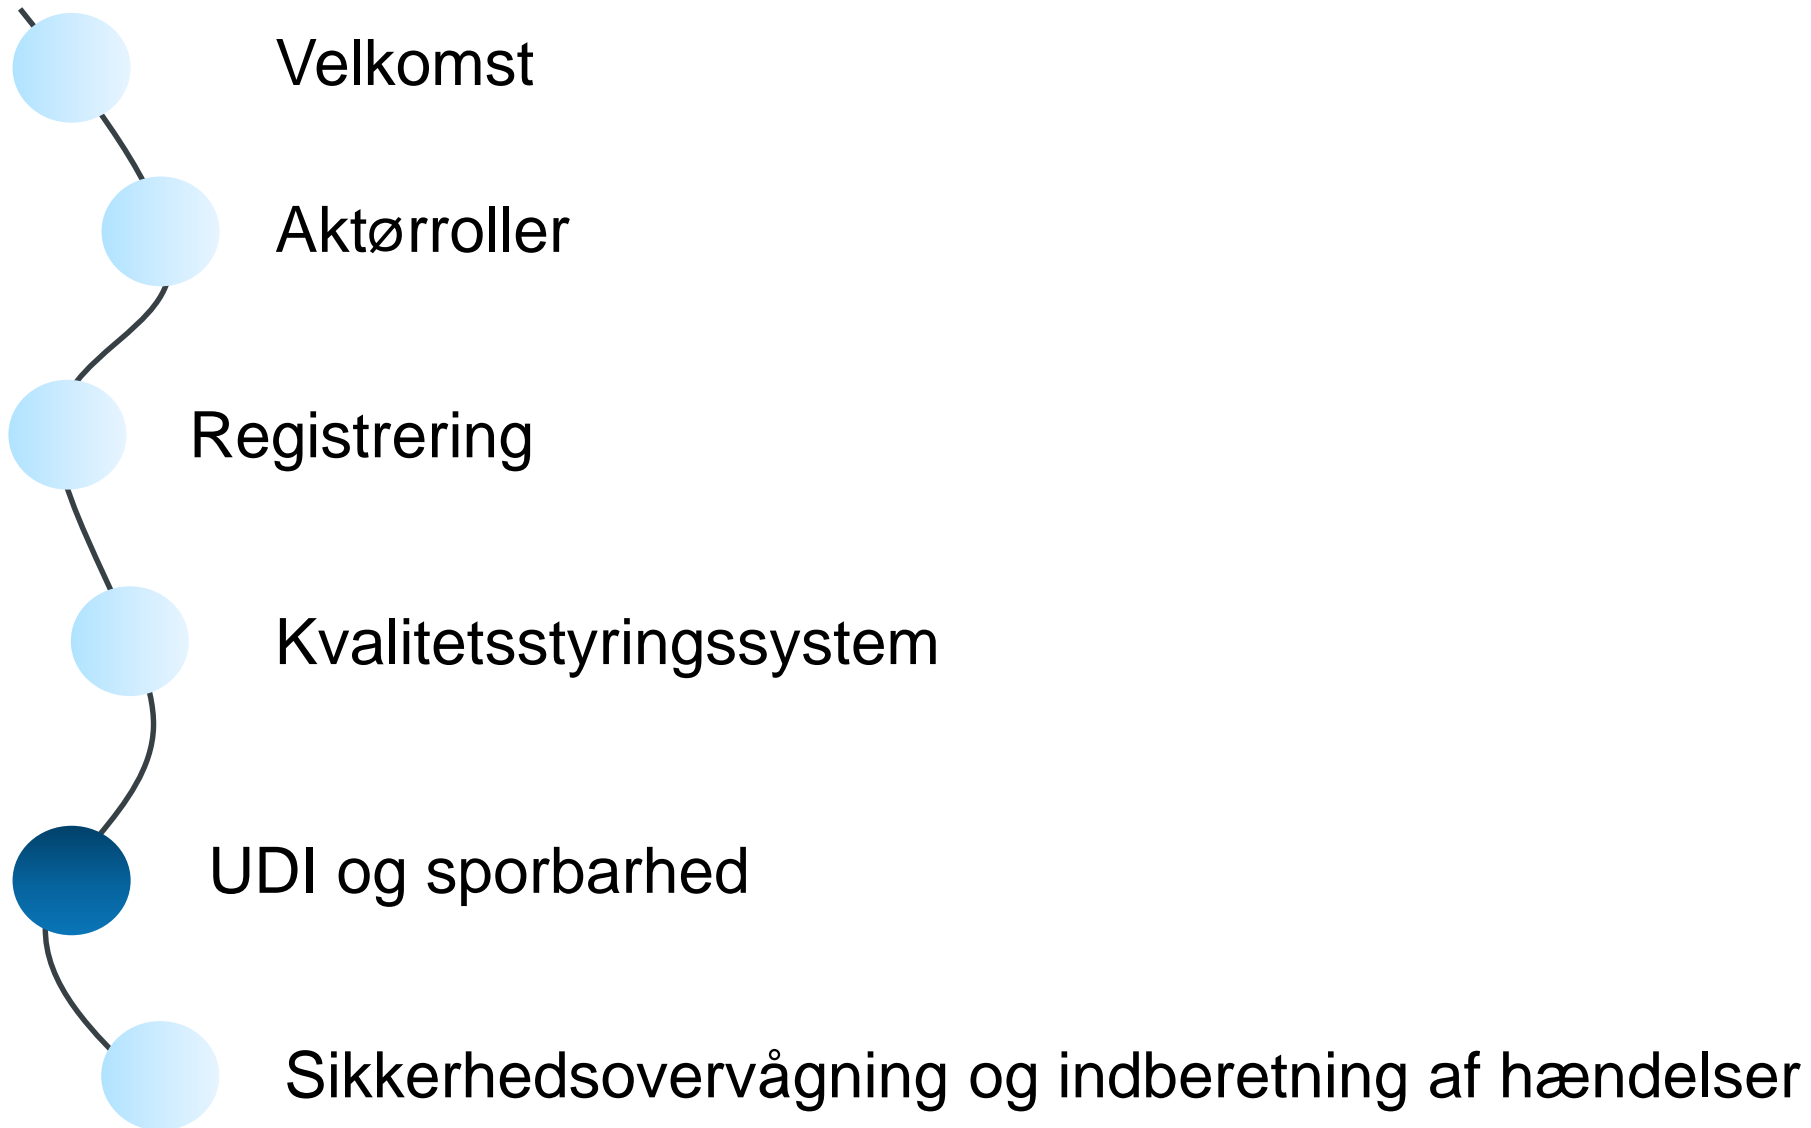 Velkomst
Aktørroller
Registrering
Kvalitetsstyringssystem
UDI og sporbarhed
Sikkerhedsovervågning og indberetning af hændelser